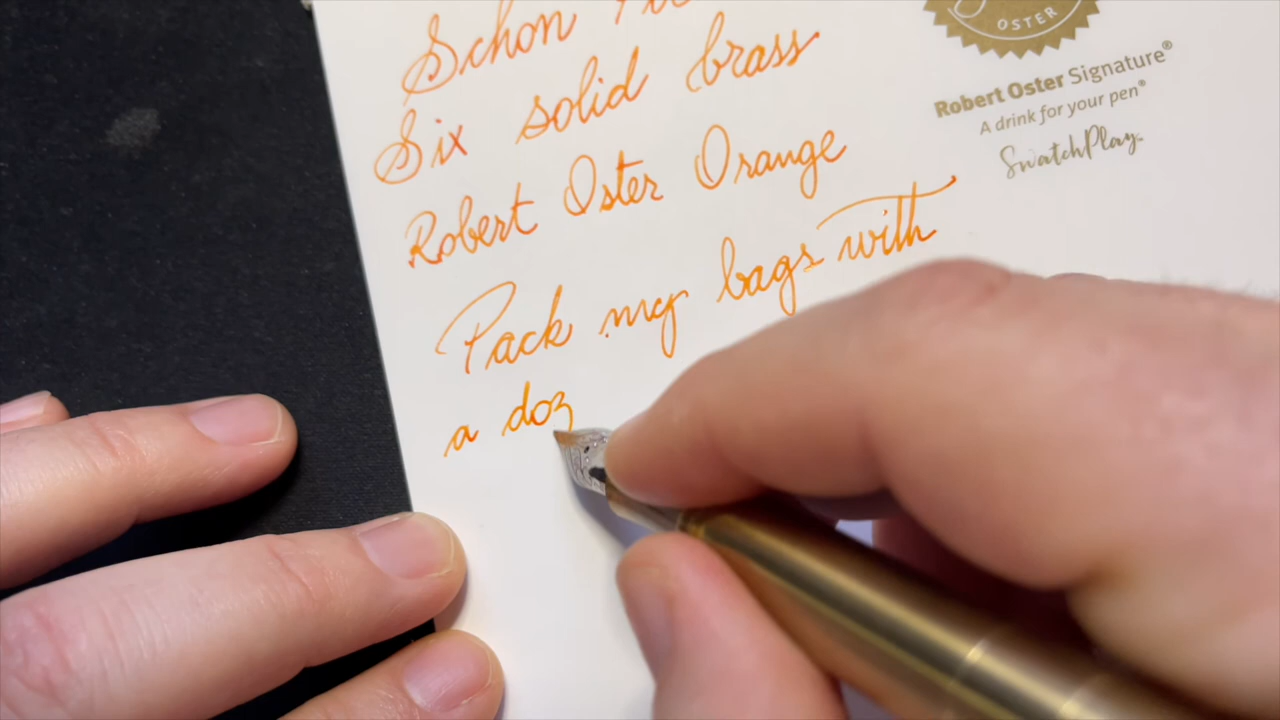 Schon
Six solid brass
Robert Oster Orange
Pack my bags with
a doz
OSTER
Robert Oster Signature®
A drink for your pen®
SwatchPlay™